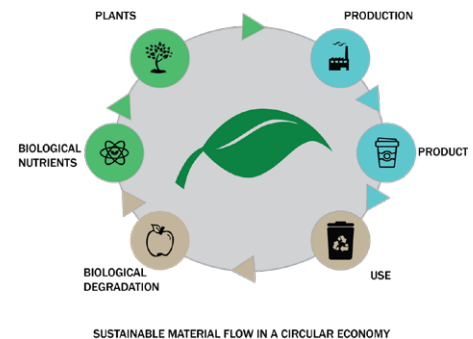 PLANTS
PRODUCTION
BIOLOGICAL
NUTRIENTS
PRODUCT
BIOLOGICAL
DEGRADATION
USE
SUSTAINABLE MATERIAL FLOW IN A CIRCULAR ECONOMY